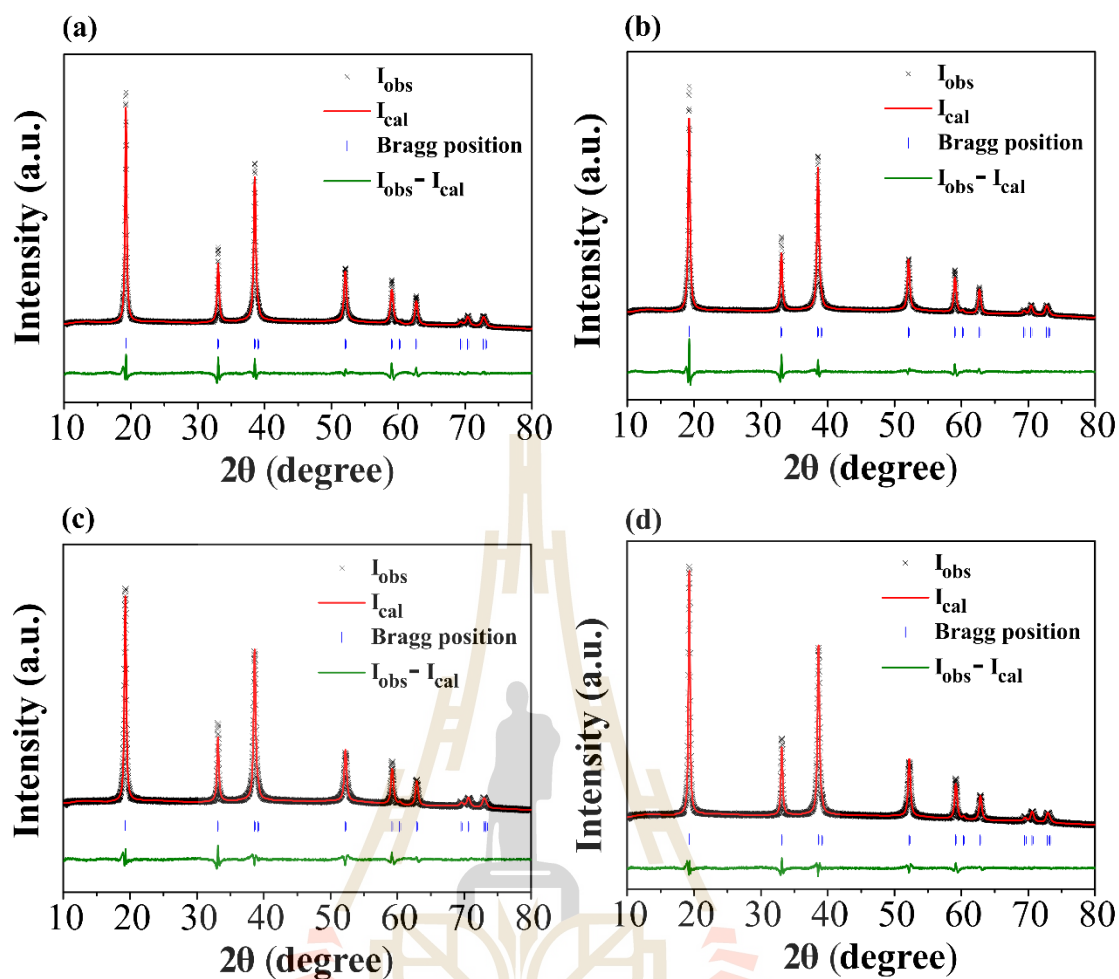 (a)
I_obs
I_cal
Bragg position
I_obs - I_cal
Intensity (a.u.)
10 20 30 40 50 60 70 80
2θ (degree)
(b)
I_obs
I_cal
Bragg position
I_obs - I_cal
Intensity (a.u.)
10 20 30 40 50 60 70 80
2θ (degree)
(c)
I_obs
I_cal
Bragg position
I_obs - I_cal
Intensity (a.u.)
10 20 30 40 50 60 70 80
2θ (degree)
(d)
I_obs
I_cal
Bragg position
I_obs - I_cal
Intensity (a.u.)
10 20 30 40 50 60 70 80
2θ (degree)